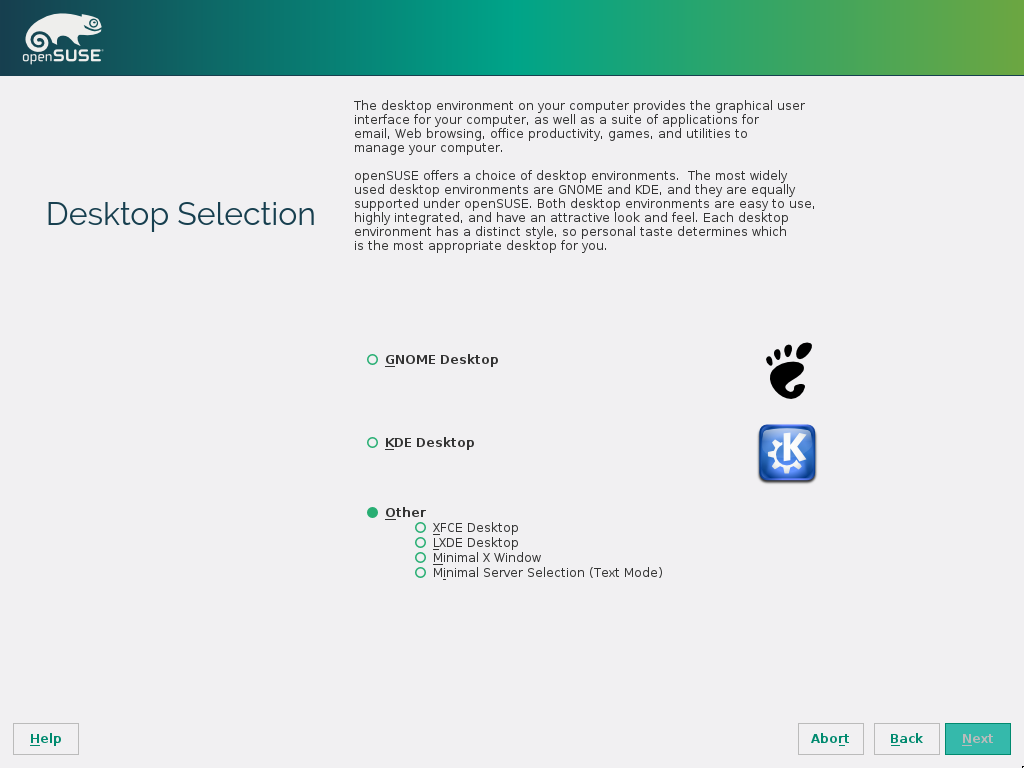 openSUSE
The desktop environment on your computer provides the graphical user
interface for your computer, as well as a suite of applications for
email, Web browsing, office productivity, games, and utilities to
manage your computer.
openSUSE offers a choice of desktop environments.  The most widely
used desktop environments are GNOME and KDE, and they are equally
supported under openSUSE. Both desktop environments are easy to use,
highly integrated, and have an attractive look and feel. Each desktop
environment has a distinct style, so personal taste determines which
is the most appropriate desktop for you.
Desktop Selection
GNOME Desktop
KDE Desktop
Other
XFCE Desktop
LXDE Desktop
Minimal X Window
Minimal Server Selection (Text Mode)
Help
Abort
Back
Next